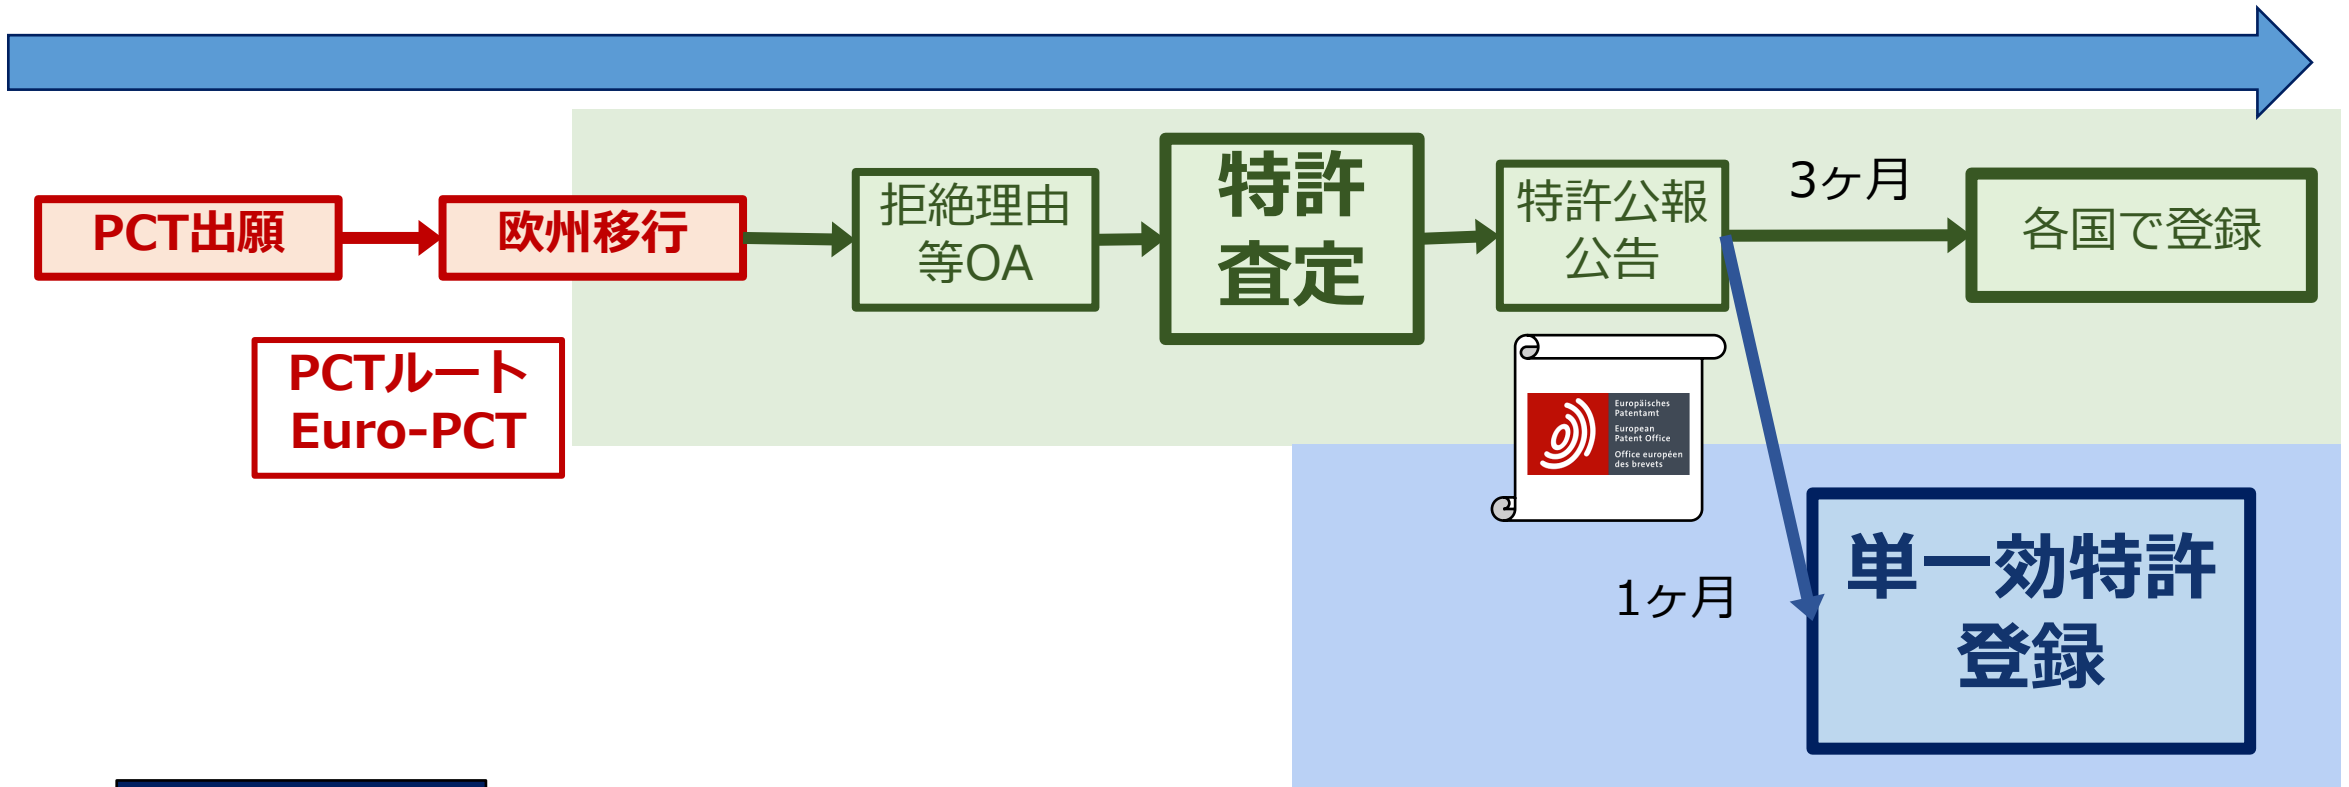 PCT出願
欧州移行
拒絶理由
等OA
特許
査定
特許公報
公告
3ヶ月
各国で登録
PCTルート
Euro-PCT
Europäisches
Patentamt
European
Patent Office
Office européen
des brevets
1ヶ月
単一効特許
登録